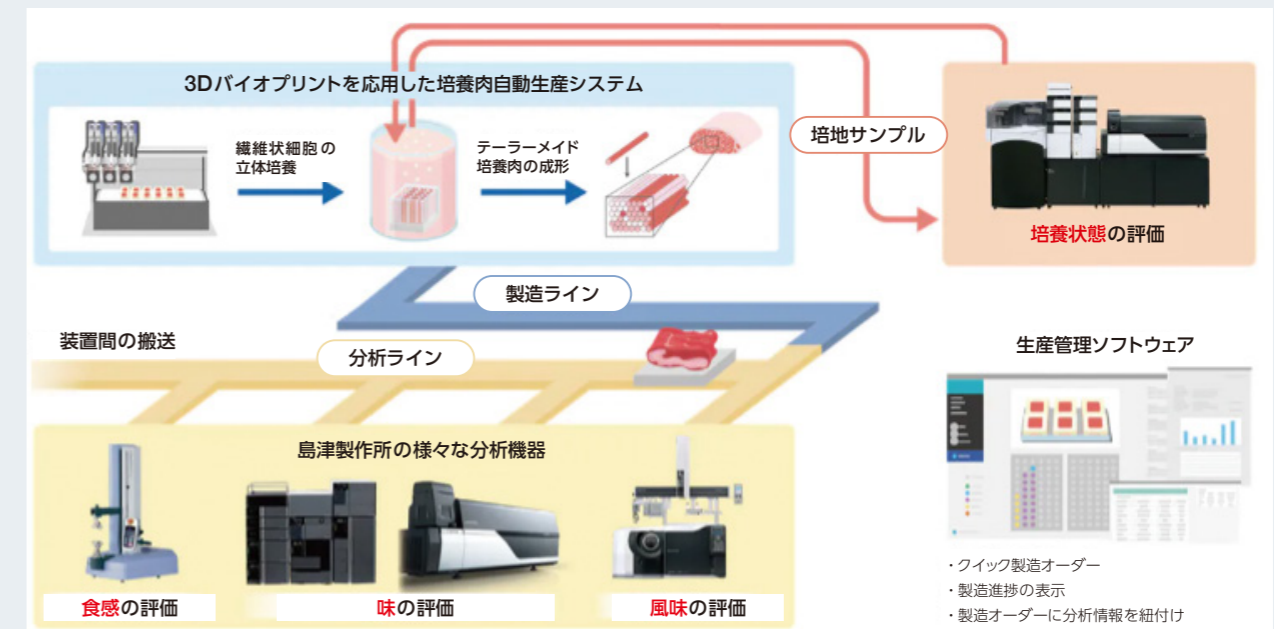 3Dバイオプリントを応用した培養肉自動生産システム
繊維状細胞の
立体培養
テーラーメイド
培養肉の成形
培地サンプル
培養状態の評価
製造ライン
装置間の搬送
分析ライン
島津製作所の様々な分析機器
食感の評価
味の評価
風味の評価
生産管理ソフトウェア
・クイック製造オーダー
・製造進捗の表示
・製造オーダーに分析情報を紐付け